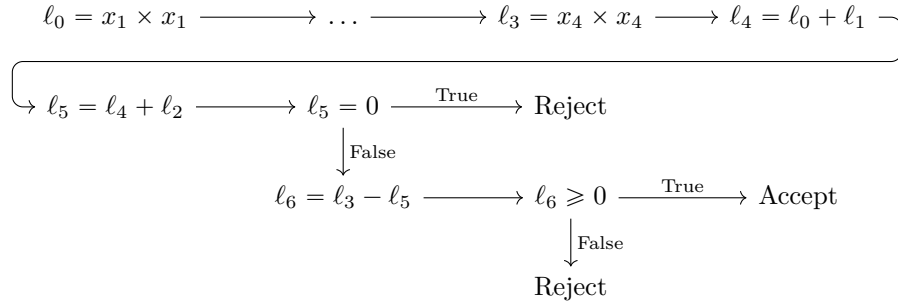 ℓ₀ = x₁ × x₁ … ℓ₃ = x₄ × x₄ ℓ₄ = ℓ₀ + ℓ₁
ℓ₅ = ℓ₄ + ℓ₂ ℓ₅ = 0 True Reject
False
ℓ₆ = ℓ₃ − ℓ₅ ℓ₆ ⩾ 0 True Accept
False
Reject